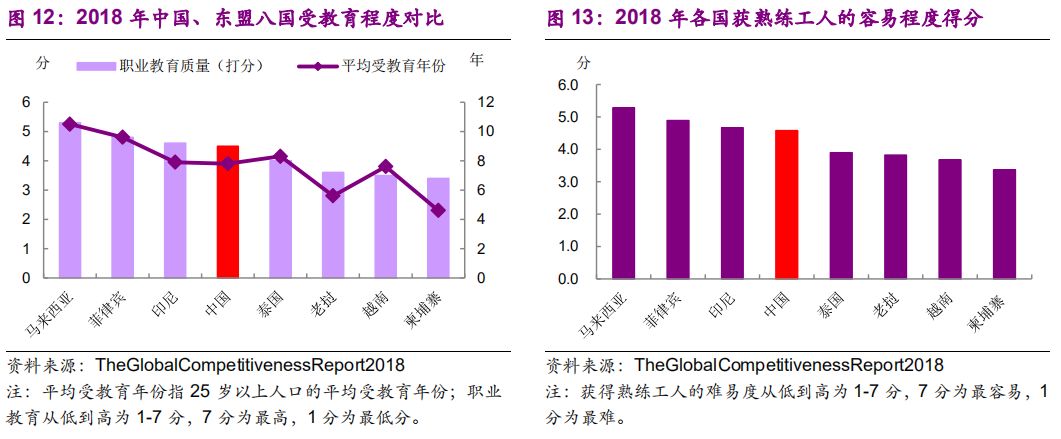 图 12：2018 年中国、东盟八国受教育程度对比
分
职业教育质量（打分）
平均受教育年份
年
6
5
4
3
2
1
0
12
10
8
6
4
2
0
马来西亚
菲律宾
印尼
中国
泰国
老挝
越南
柬埔寨
资料来源：TheGlobalCompetitivenessReport2018
注：平均受教育年份指 25 岁以上人口的平均受教育年份；职业
教育从低到高为 1-7 分，7 分为最高，1 分为最低分。
图 13：2018 年各国获熟练工人的容易程度得分
分
6.0
5.0
4.0
3.0
2.0
1.0
0.0
马来西亚
菲律宾
印尼
中国
泰国
老挝
越南
柬埔寨
资料来源：TheGlobalCompetitivenessReport2018
注：获得熟练工人的难易度从低到高为 1-7 分，7 分为最容易，1
分为最难。